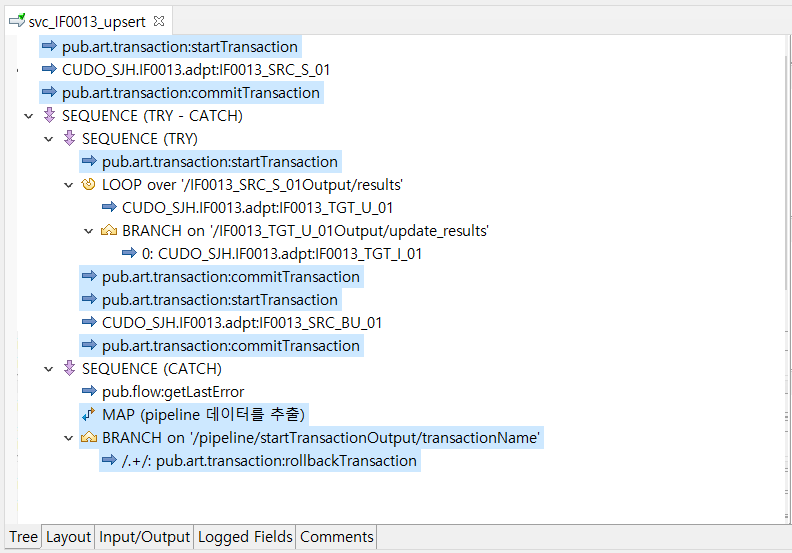 svc_IF0013_upsert
pub.art.transaction:startTransaction
CUDO_SJH.IF0013.adpt:IF0013_SRC_S_01
pub.art.transaction:commitTransaction
SEQUENCE (TRY - CATCH)
SEQUENCE (TRY)
pub.art.transaction:startTransaction
LOOP over '/IF0013_SRC_S_01Output/results'
CUDO_SJH.IF0013.adpt:IF0013_TGT_U_01
BRANCH on '/IF0013_TGT_U_01Output/update_results'
0: CUDO_SJH.IF0013.adpt:IF0013_TGT_I_01
pub.art.transaction:commitTransaction
pub.art.transaction:startTransaction
CUDO_SJH.IF0013.adpt:IF0013_SRC_BU_01
pub.art.transaction:commitTransaction
SEQUENCE (CATCH)
pub.flow:getLastError
MAP (pipeline 데이터를 추출)
BRANCH on '/pipeline/startTransactionOutput/transactionName'
/.+/: pub.art.transaction:rollbackTransaction
Tree Layout Input/Output Logged Fields Comments